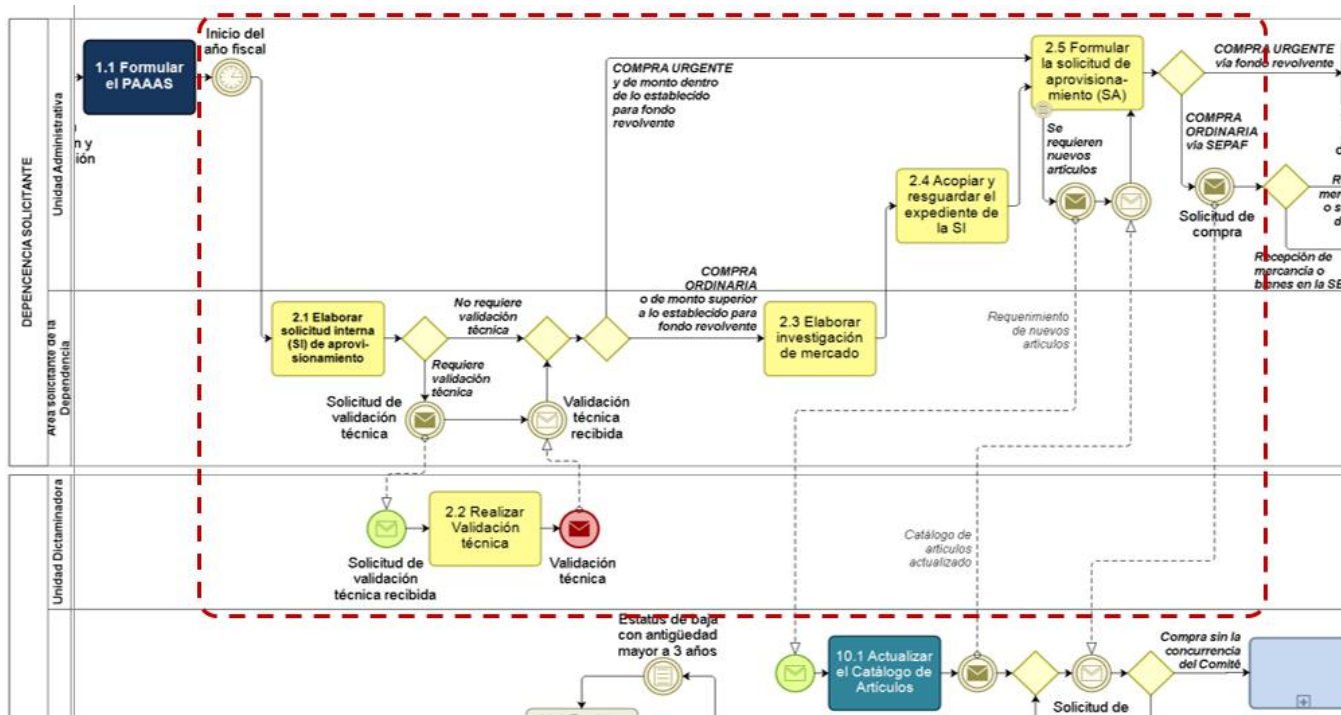 DEPENCENCIA SOLICITANTE
Unidad Administrativa
1.1 Formular
el PAAAS
n y
ión
Inicio del
año fiscal
COMPRA URGENTE
y de monto dentro
de lo establecido
para fondo
revolvente
2.5 Formular
la solicitud de
aprovisiona-
miento (SA)
COMPRA URGENTE
vía fondo revolvente
Se
requieren
nuevos
artículos
COMPRA
ORDINARIA
vía SEPAF
2.4 Acopiar y
resguardar el
expediente de
la SI
Solicitud de
compra
Recepción de
mercancía o
bienes en la SE
Área solicitante de la
Dependencia
2.1 Elaborar
solicitud interna
(SI) de aprovi-
sionamiento
No requiere
validación
técnica
Requiere
validación
técnica
COMPRA
ORDINARIA
o de monto superior
a lo establecido para
fondo revolvente
2.3 Elaborar
investigación
de mercado
Requerimiento
de nuevos
artículos
Solicitud de
validación
técnica
Validación
técnica
recibida
Unidad Dictaminadora
2.2 Realizar
Validación
técnica
Solicitud de
validación
técnica recibida
Validación
técnica
Catálogo de
artículos
actualizado
Estatus de baja
con antigüedad
mayor a 3 años
10.1 Actualizar
el Catálogo de
Artículos
Compra sin la
concurrencia
del Comité
Solicitud de